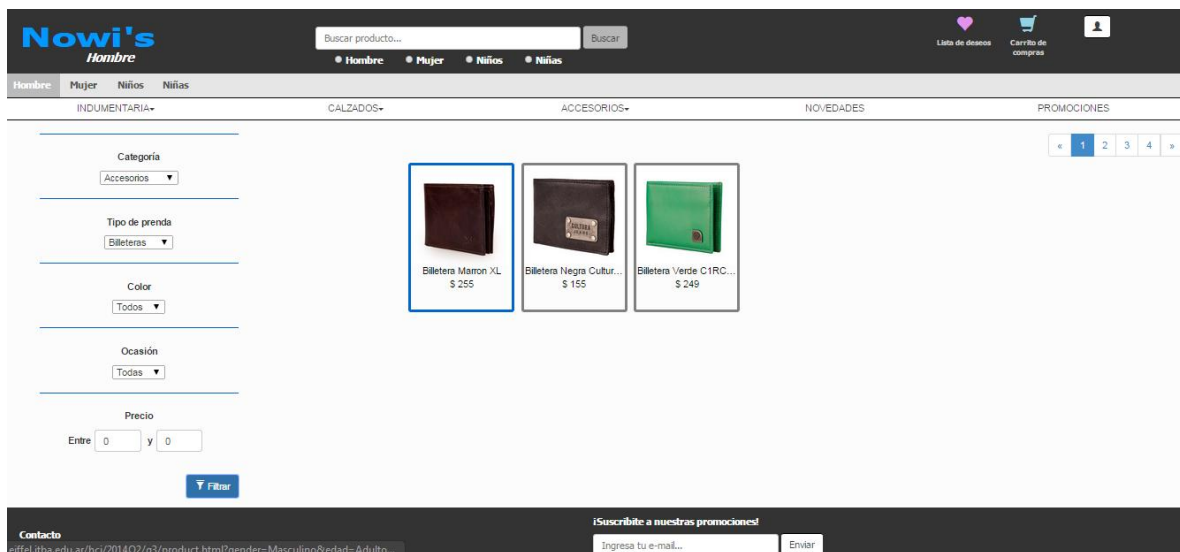 Nowi's
Hombre
Buscar producto...
Buscar
Hombre Mujer Niños Niñas
Lista de deseos
Carrito de
compras
Hombre Mujer Niños Niñas
INDUMENTARIA CALZADOS ACCESORIOS NOVEDADES PROMOCIONES
« 1 2 3 4 »
Categoría
Accesorios
Tipo de prenda
Billeteras
Color
Todos
Ocasión
Todas
Precio
Entre 0 y 0
Filtrar
Billetera Marron XL
$ 255
CULTURA
Billetera Negra Cultur...
$ 155
Billetera Verde C1RC...
$ 249
Contacto
eiffel.itba.edu.ar/hci/2014Q2/g3/product.html?gender=Masculino&edad=Adulto...
¡Suscribite a nuestras promociones!
Ingresa tu e-mail...
Enviar